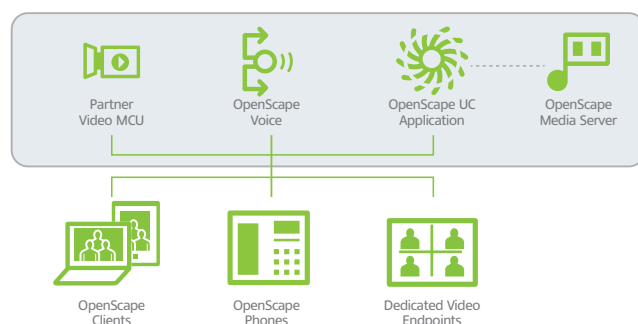 Partner
Video MCU
OpenScape
Voice
OpenScape UC
Application
OpenScape
Media Server
OpenScape
Clients
OpenScape
Phones
Dedicated Video
Endpoints